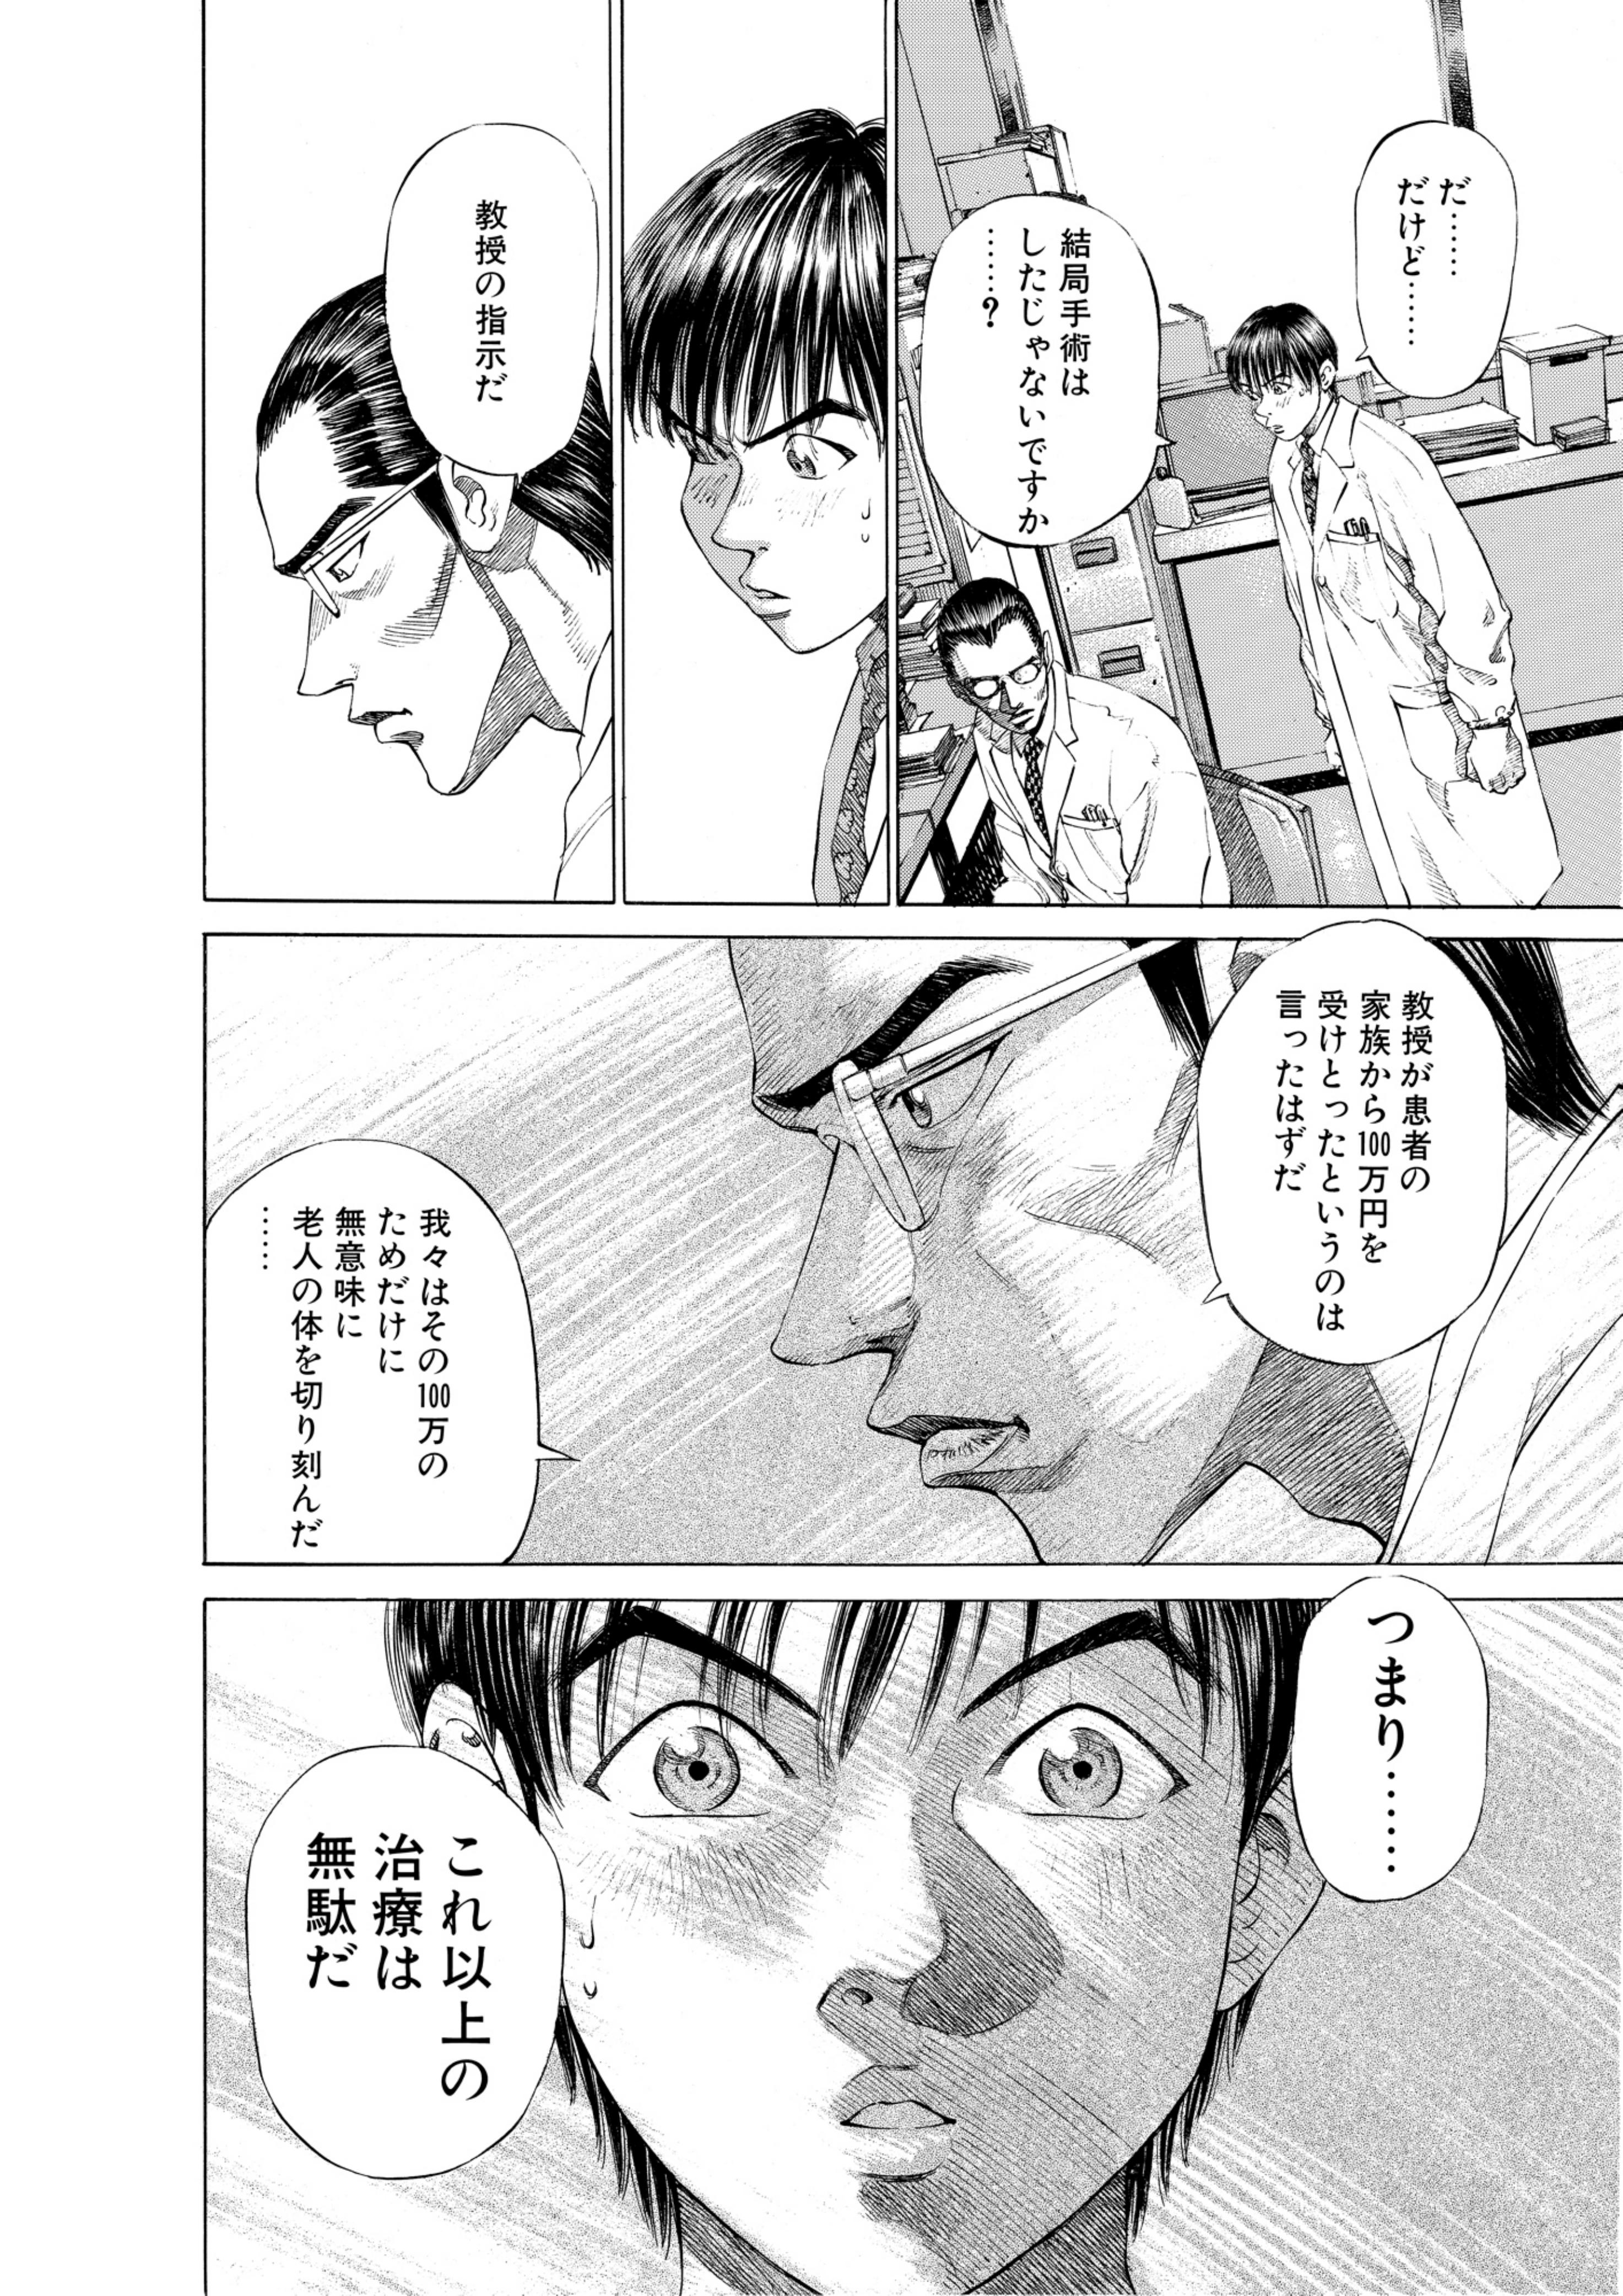 だ……
だけど……
結局手術は
したじゃないですか
……？
教授の指示だ
教授が患者の
家族から100万円を
受けとったというのは
言ったはずだ
我々はその100万の
ためだけに
無意味に
老人の体を切り刻んだ
……
つまり……
これ以上の
治療は
無駄だ